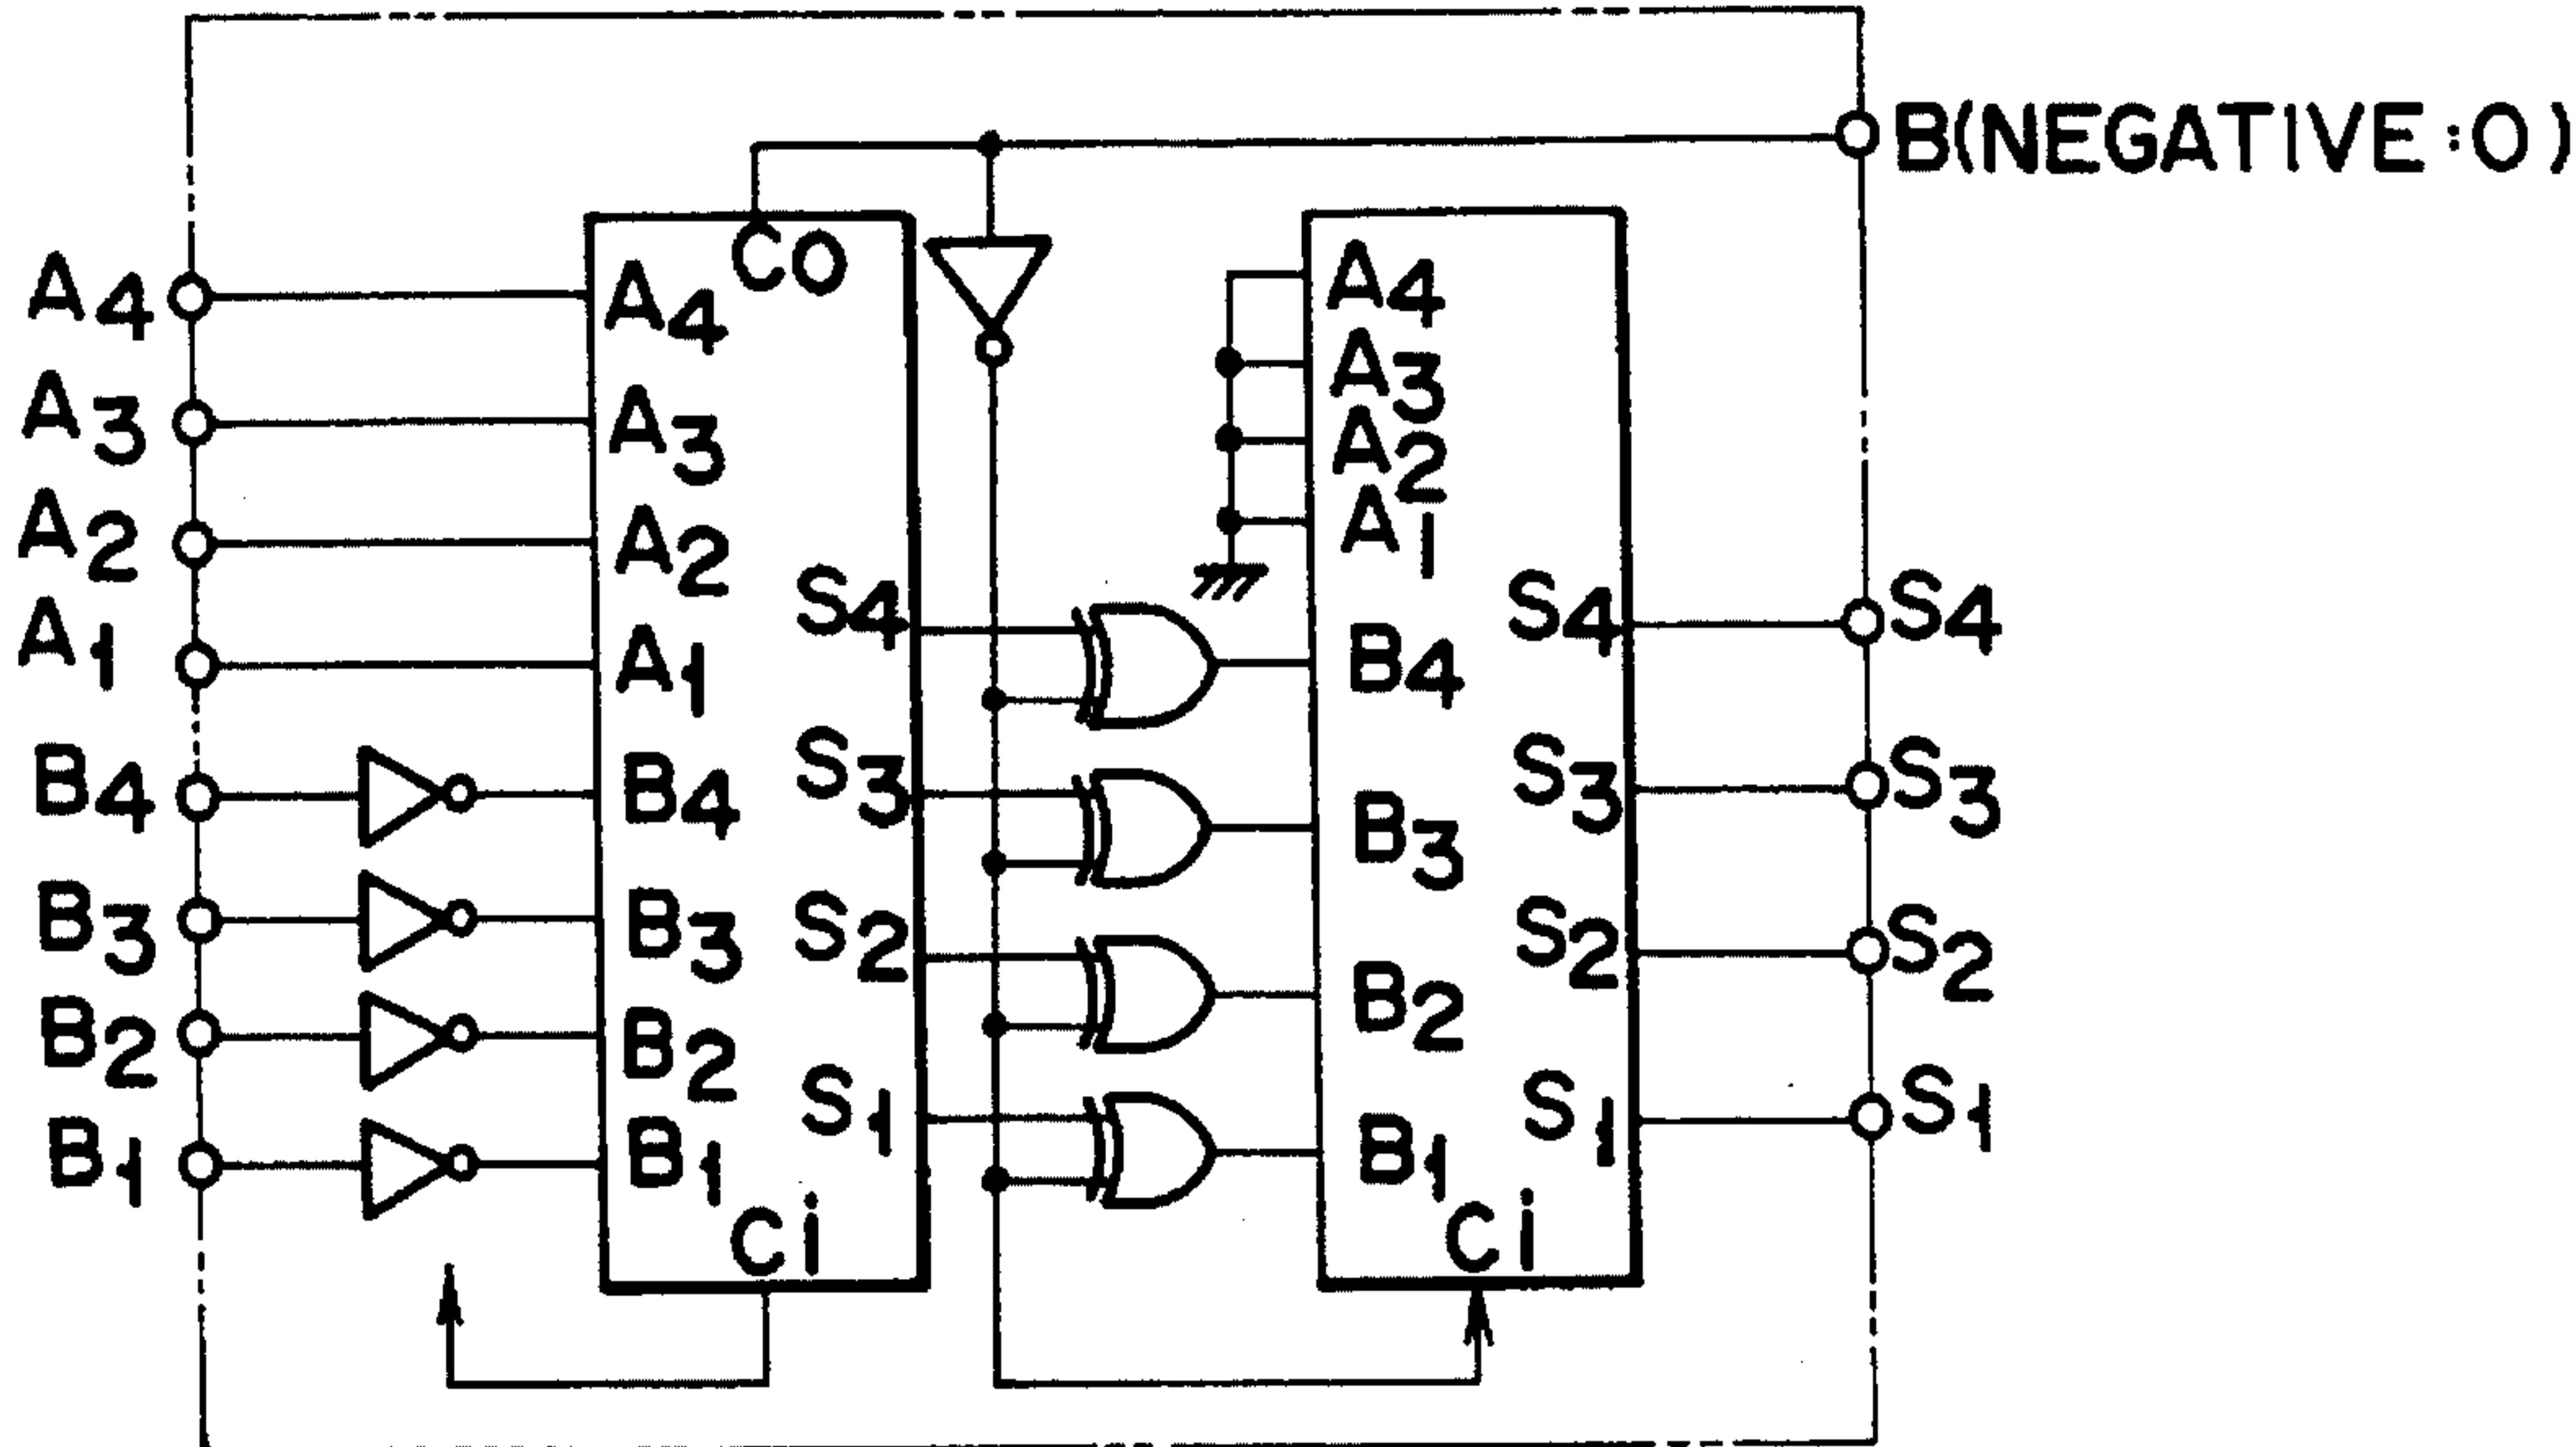 B(NEGATIVE:0)
A4
A3
A2
A1
B4
B3
B2
B1
Co
A4
A3
A2
A1
B4
B3
B2
B1
S4
S3
S2
S1
Ci
A4
A3
A2
A1
B4
B3
B2
B1
S4
S3
S2
S1
Ci
S4
S3
S2
S1